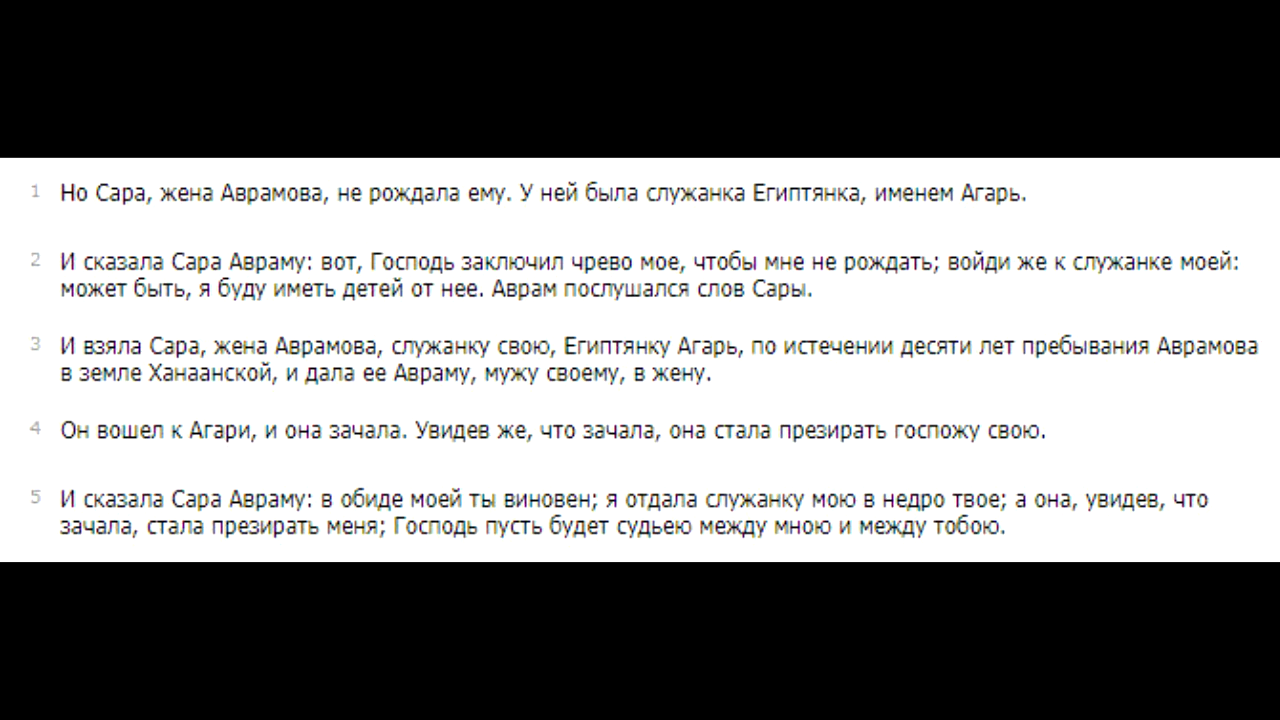 1 Но Сара, жена Аврамова, не рождала ему. У ней была служанка Египтянка, именем Агарь.
2 И сказала Сара Авраму: вот, Господь заключил чрево мое, чтобы мне не рождать; войди же к служанке моей:
может быть, я буду иметь детей от нее. Аврам послушался слов Сары.
3 И взяла Сара, жена Аврамова, служанку свою, Египтянку Агарь, по истечении десяти лет пребывания Аврамова
в земле Ханаанской, и дала ее Авраму, мужу своему, в жену.
4 Он вошел к Агари, и она зачала. Увидев же, что зачала, она стала презирать госпожу свою.
5 И сказала Сара Авраму: в обиде моей ты виновен; я отдала служанку мою в недро твое; а она, увидев, что
зачала, стала презирать меня; Господь пусть будет судьею между мною и между тобою.